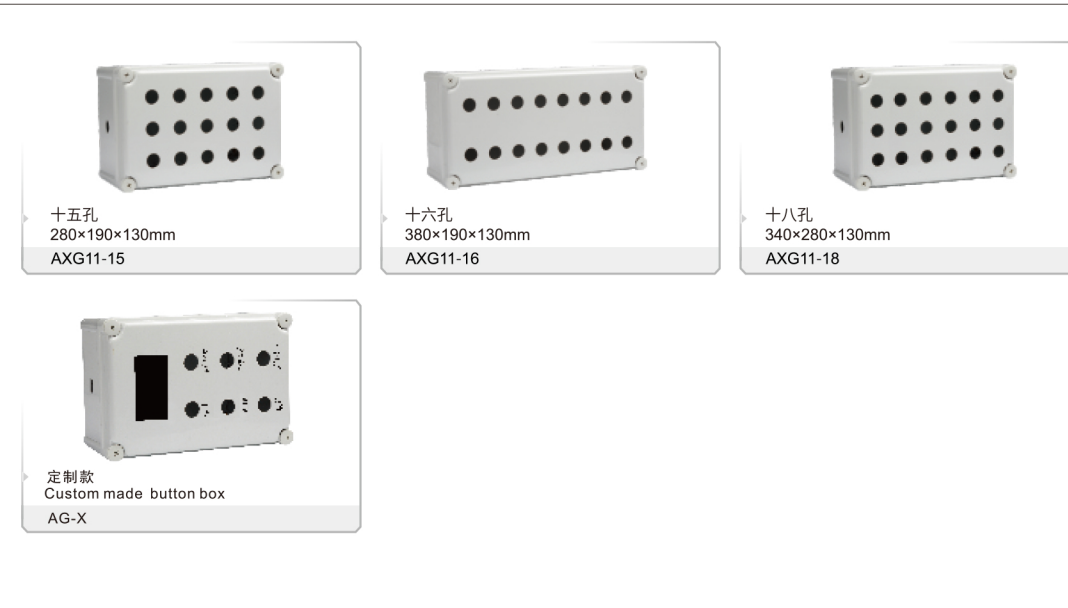 十五孔
280×190×130mm
AXG11-15
十六孔
380×190×130mm
AXG11-16
十八孔
340×280×130mm
AXG11-18
定制款
Custom made button box
AG-X